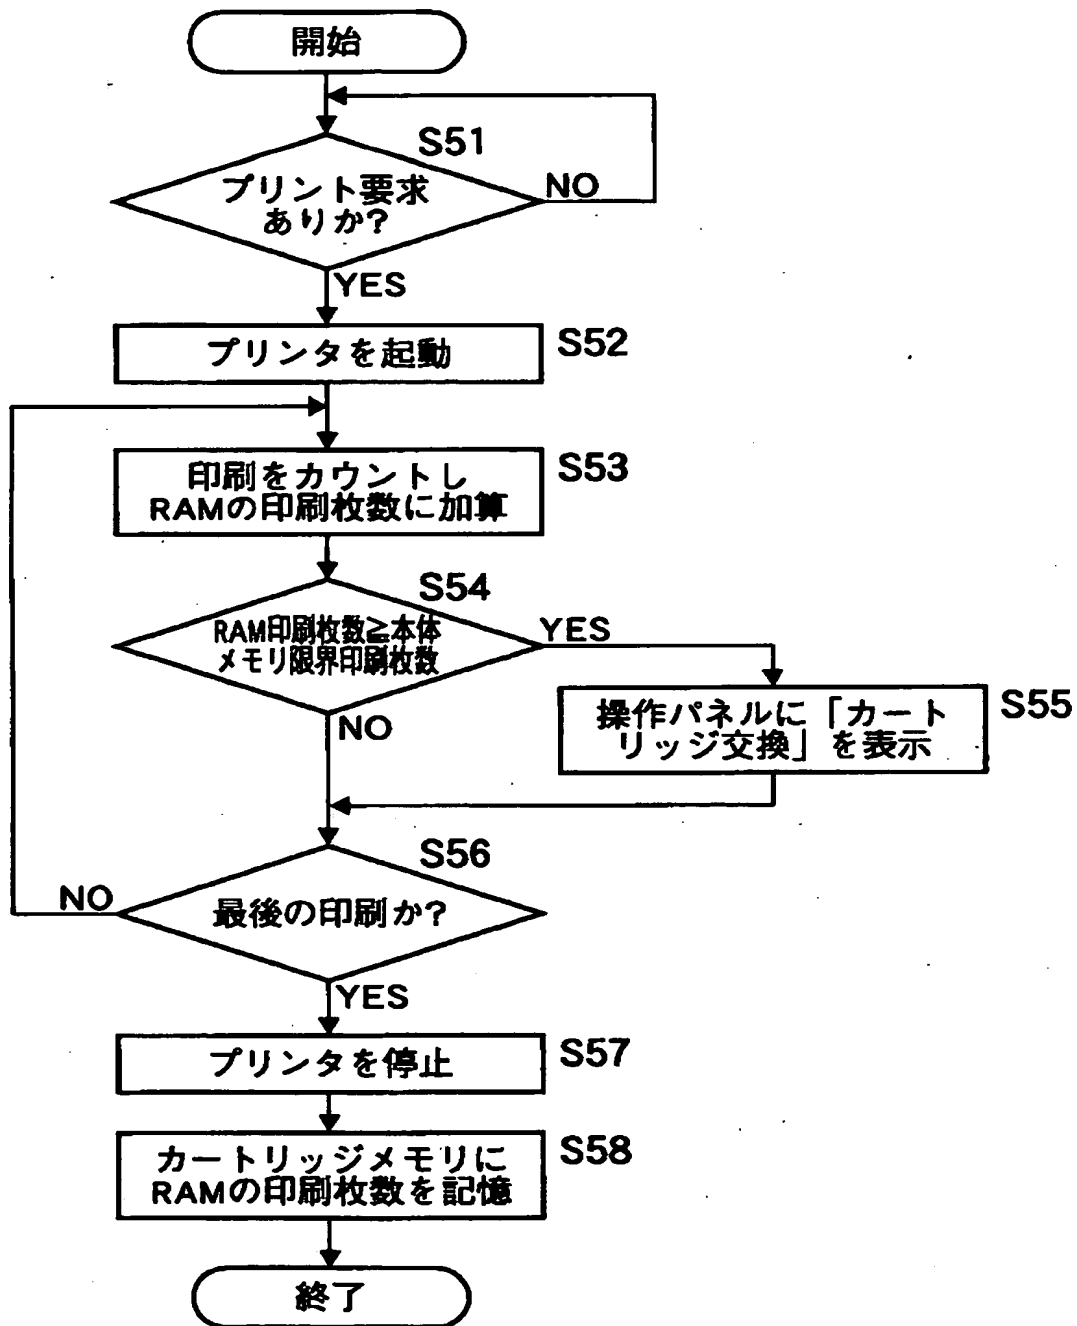 開始
S51
プリント要求
ありか?
NO
YES
プリンタを起動
S52
印刷をカウントし
RAMの印刷枚数に加算
S53
S54
RAM印刷枚数≧本体
メモリ限界印刷枚数
YES
NO
操作パネルに「カート
リッジ交換」を表示
S55
S56
最後の印刷か?
NO
YES
プリンタを停止
S57
カートリッジメモリに
RAMの印刷枚数を記憶
S58
終了